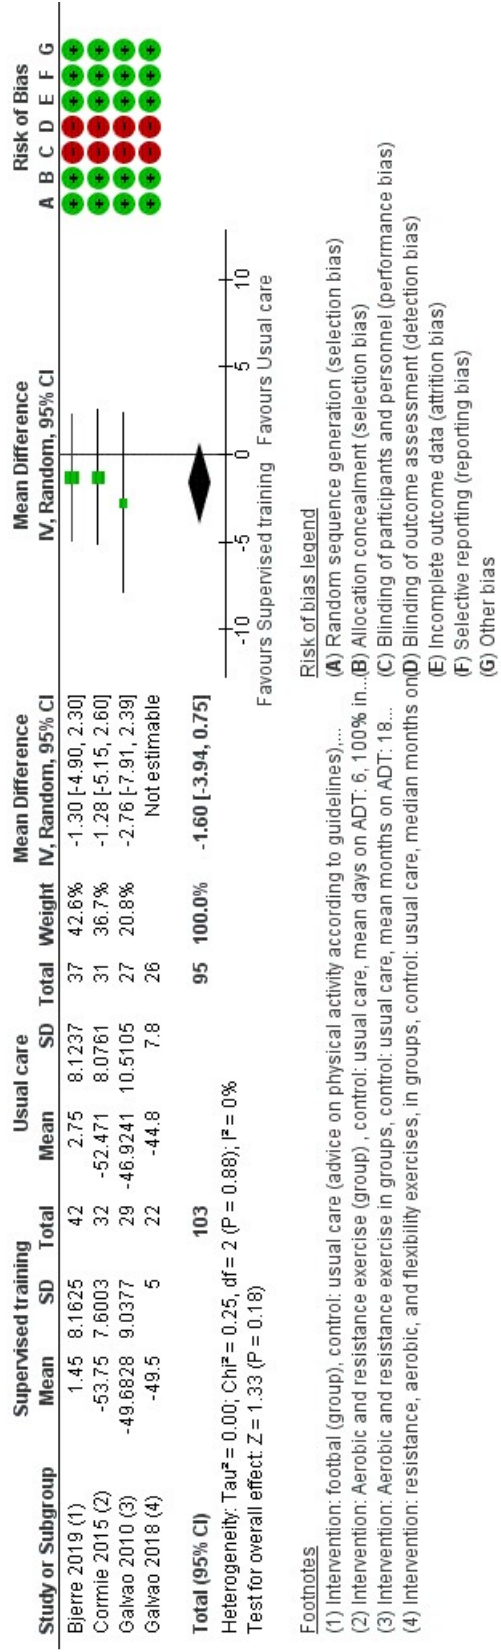 Supervised training Usual care Mean Difference Mean Difference Risk of Bias
Study or Subgroup Mean SD Total Mean SD Total Weight IV, Random, 95% CI IV, Random, 95% CI A B C D E F G
Bjerre 2019 (1) 1.45 8.1625 42 2.75 8.1237 37 42.6% -1.30 [-4.90, 2.30] + + - - + + +
Cormie 2015 (2) -53.75 7.6003 32 -52.471 8.0761 31 36.7% -1.28 [-5.15, 2.60] + + - - + + +
Galvao 2010 (3) -49.6828 9.0377 29 -46.9241 10.5105 27 20.8% -2.76 [-7.91, 2.39] + + - - + + +
Galvao 2018 (4) -49.5 5 22 -44.8 7.8 26 Not estimable + + - - + + +
Total (95% CI) 103 95 100.0% -1.60 [-3.94, 0.75]
Heterogeneity: Tau² = 0.00; Chi² = 0.25, df = 2 (P = 0.88); I² = 0%
Test for overall effect: Z = 1.33 (P = 0.18)
-10 -5 0 5 10
Favours Supervised training Favours Usual care
Footnotes
(1) Intervention: footbal (group), control: usual care (advice on physical activity according to guidelines),...
(2) Intervention: Aerobic and resistance exercise (group) , control: usual care, mean days on ADT: 6, 100% in...
(3) Intervention: Aerobic and resistance exercise in groups, control: usual care, mean months on ADT: 18...
(4) Intervention: resistance, aerobic, and flexibility exercises, in groups, control: usual care, median months on
Risk of bias legend
(A) Random sequence generation (selection bias)
(B) Allocation concealment (selection bias)
(C) Blinding of participants and personnel (performance bias)
(D) Blinding of outcome assessment (detection bias)
(E) Incomplete outcome data (attrition bias)
(F) Selective reporting (reporting bias)
(G) Other bias